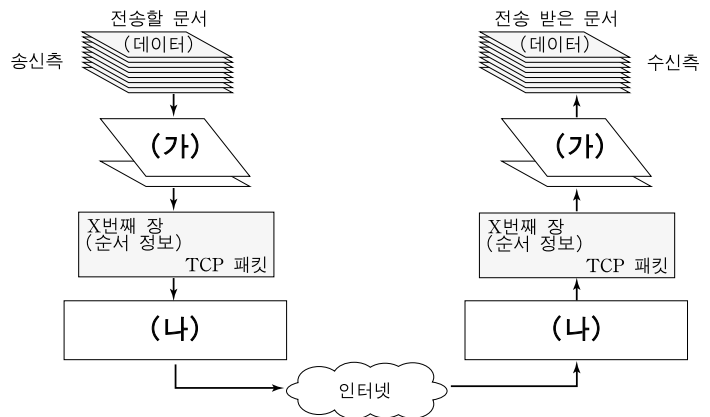 전송할 문서
(데이터)
송신측
(가)
X번째 장
(순서 정보)
TCP 패킷
(나)
인터넷
전송 받은 문서
(데이터)
수신측
(가)
X번째 장
(순서 정보)
TCP 패킷
(나)